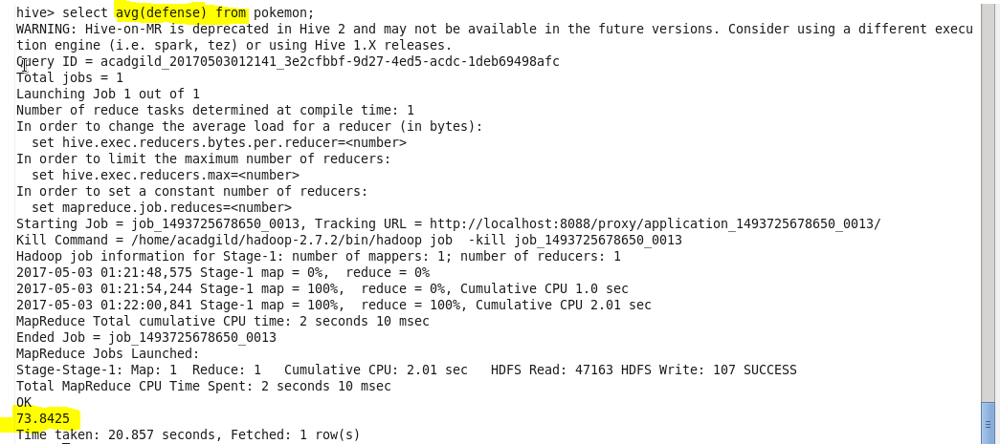 hive> select avg(defense) from pokemon;
WARNING: Hive-on-MR is deprecated in Hive 2 and may not be available in the future versions. Consider using a different execu
tion engine (i.e. spark, tez) or using Hive 1.X releases.
Query ID = acadgild_20170503012141_3e2cfbbf-9d27-4ed5-acdc-1deb69498afc
Total jobs = 1
Launching Job 1 out of 1
Number of reduce tasks determined at compile time: 1
In order to change the average load for a reducer (in bytes):
  set hive.exec.reducers.bytes.per.reducer=<number>
In order to limit the maximum number of reducers:
  set hive.exec.reducers.max=<number>
In order to set a constant number of reducers:
  set mapreduce.job.reduces=<number>
Starting Job = job_1493725678650_0013, Tracking URL = http://localhost:8088/proxy/application_1493725678650_0013/
Kill Command = /home/acadgild/hadoop-2.7.2/bin/hadoop job  -kill job_1493725678650_0013
Hadoop job information for Stage-1: number of mappers: 1; number of reducers: 1
2017-05-03 01:21:48,575 Stage-1 map = 0%,  reduce = 0%
2017-05-03 01:21:54,244 Stage-1 map = 100%,  reduce = 0%, Cumulative CPU 1.0 sec
2017-05-03 01:22:00,841 Stage-1 map = 100%,  reduce = 100%, Cumulative CPU 2.01 sec
MapReduce Total cumulative CPU time: 2 seconds 10 msec
Ended Job = job_1493725678650_0013
MapReduce Jobs Launched:
Stage-Stage-1: Map: 1  Reduce: 1   Cumulative CPU: 2.01 sec   HDFS Read: 47163 HDFS Write: 107 SUCCESS
Total MapReduce CPU Time Spent: 2 seconds 10 msec
OK
73.8425
Time taken: 20.857 seconds, Fetched: 1 row(s)